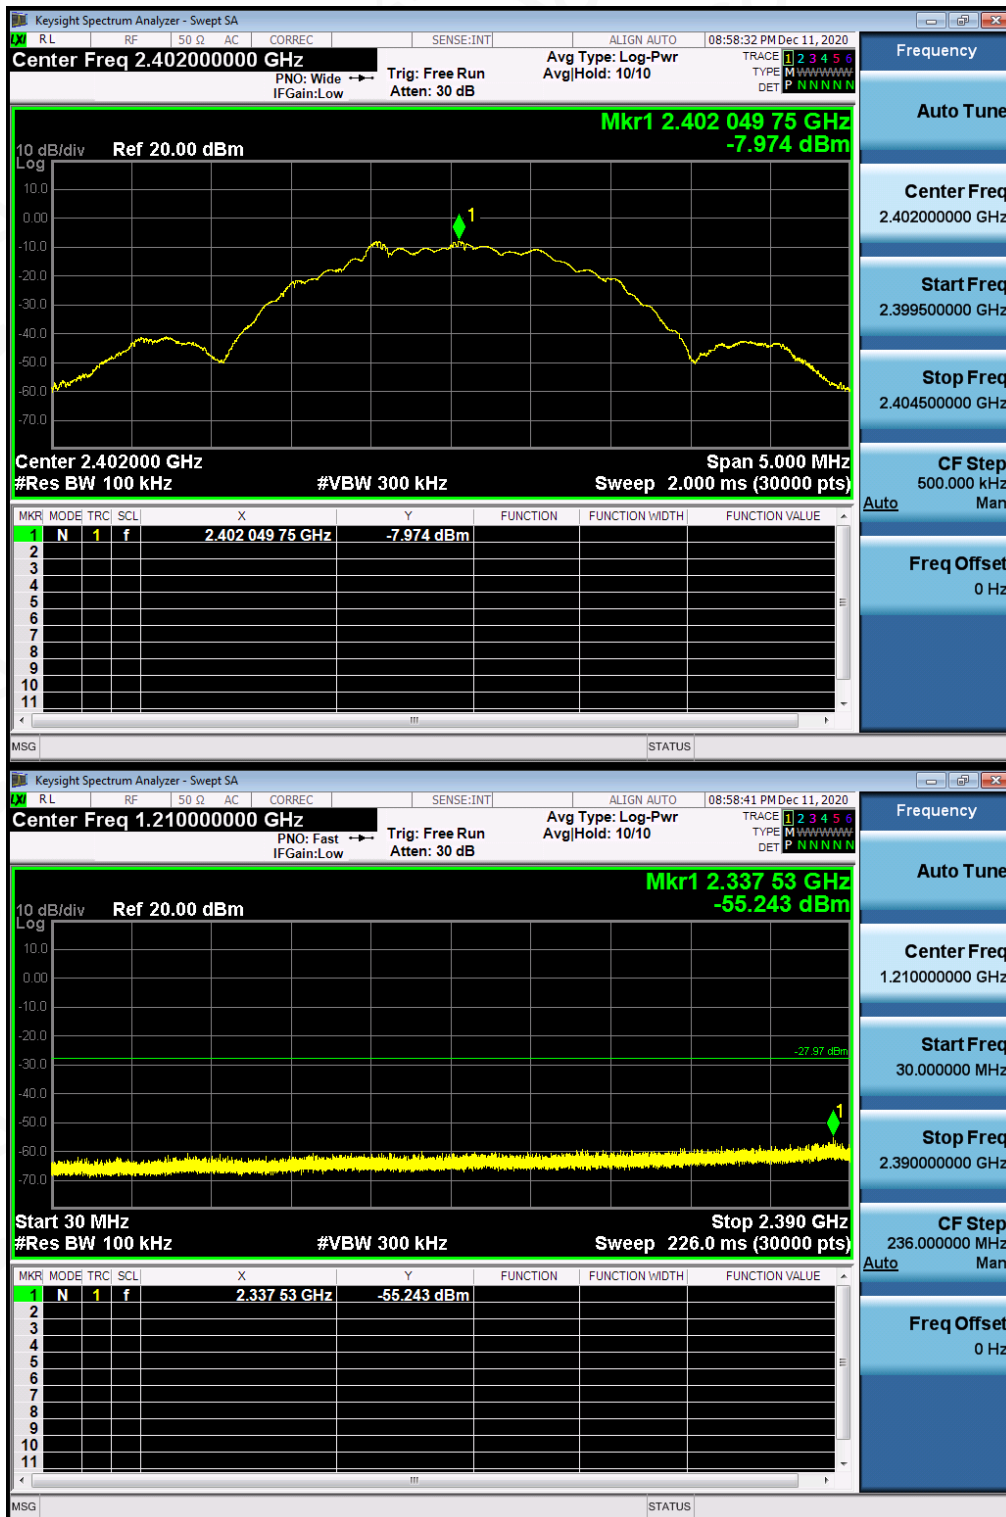 Keysight Spectrum Analyzer - Swept SA
LXI RL RF 50 Ω AC CORREC SENSE:INT ALIGN AUTO 08:58:32 PM Dec 11, 2020
Center Freq 2.402000000 GHz
PNO: Wide
IFGain:Low
Trig: Free Run
Atten: 30 dB
Avg Type: Log-Pwr
Avg|Hold: 10/10
TRACE 1 2 3 4 5 6
TYPE M WWWWW
DET P N N N N N
Mkr1 2.402 049 75 GHz
-7.974 dBm
10 dB/div Ref 20.00 dBm
Log
10.0
0.00
-10.0
-20.0
-30.0
-40.0
-50.0
-60.0
-70.0
1
Center 2.402000 GHz Span 5.000 MHz
#Res BW 100 kHz #VBW 300 kHz Sweep 2.000 ms (30000 pts)
MKR MODE TRC SCL X Y FUNCTION FUNCTION WIDTH FUNCTION VALUE
1 N 1 f 2.402 049 75 GHz -7.974 dBm
2
3
4
5
6
7
8
9
10
11
MSG STATUS
Frequency
Auto Tune
Center Freq
2.402000000 GHz
Start Freq
2.399500000 GHz
Stop Freq
2.404500000 GHz
CF Step
500.000 kHz
Auto Man
Freq Offset
0 Hz
Keysight Spectrum Analyzer - Swept SA
LXI RL RF 50 Ω AC CORREC SENSE:INT ALIGN AUTO 08:58:41 PM Dec 11, 2020
Center Freq 1.210000000 GHz
PNO: Fast
IFGain:Low
Trig: Free Run
Atten: 30 dB
Avg Type: Log-Pwr
Avg|Hold: 10/10
TRACE 1 2 3 4 5 6
TYPE M WWWWW
DET P N N N N N
Mkr1 2.337 53 GHz
-55.243 dBm
10 dB/div Ref 20.00 dBm
Log
10.0
0.00
-10.0
-20.0
-30.0
-40.0
-50.0
-60.0
-70.0
-27.97 dBm
1
Start 30 MHz Stop 2.390 GHz
#Res BW 100 kHz #VBW 300 kHz Sweep 226.0 ms (30000 pts)
MKR MODE TRC SCL X Y FUNCTION FUNCTION WIDTH FUNCTION VALUE
1 N 1 f 2.337 53 GHz -55.243 dBm
2
3
4
5
6
7
8
9
10
11
MSG STATUS
Frequency
Auto Tune
Center Freq
1.210000000 GHz
Start Freq
30.000000 MHz
Stop Freq
2.390000000 GHz
CF Step
236.000000 MHz
Auto Man
Freq Offset
0 Hz